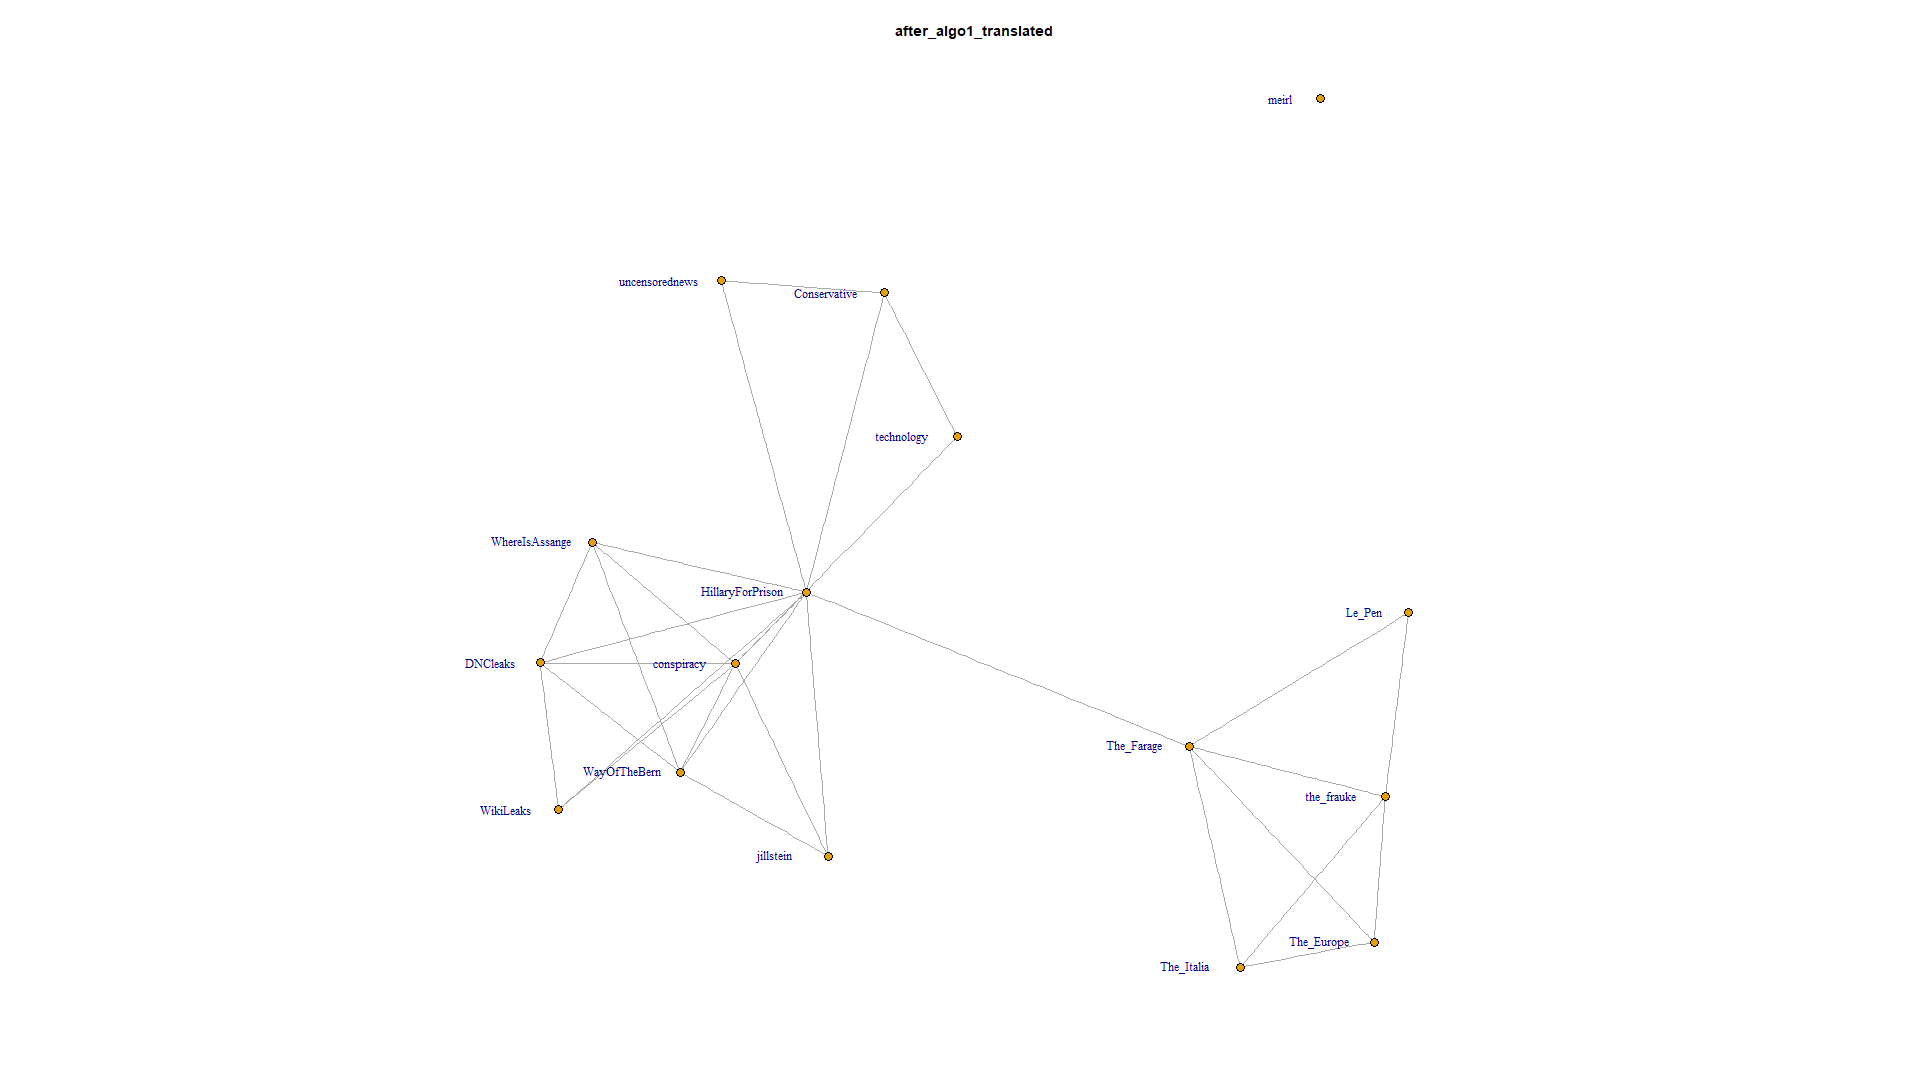 after_algo1_translated
meirl
uncensorednews
Conservative
technology
WhereIsAssange
HillaryForPrison
Le_Pen
DNCleaks
conspiracy
The_Farage
WayOfTheBern
the_frauke
WikiLeaks
jillstein
The_Europe
The_Italia